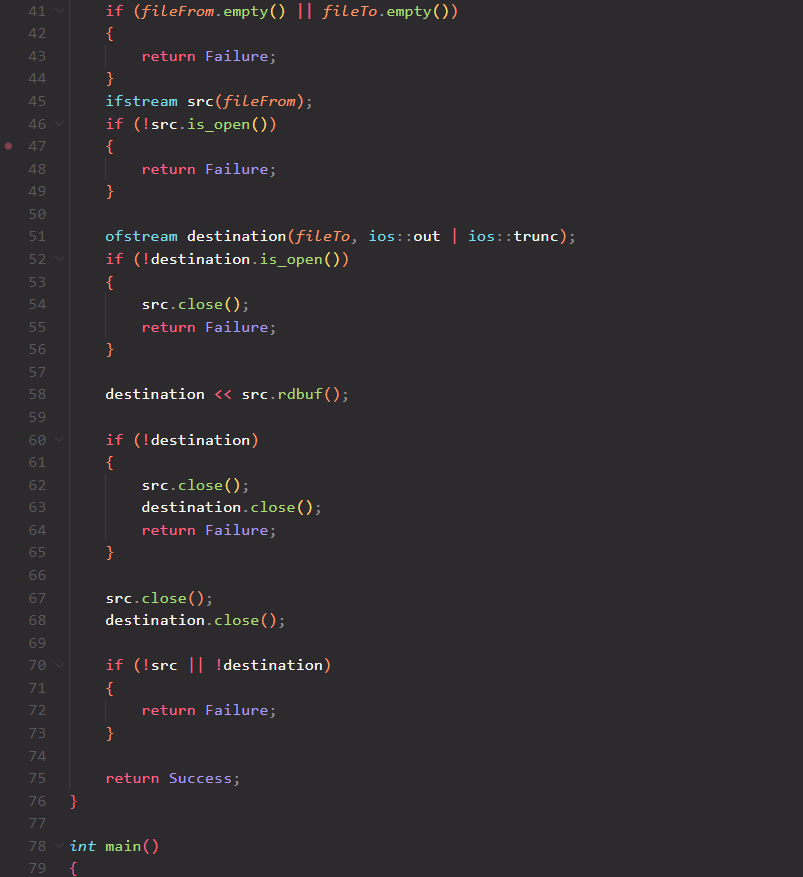 41 if (fileFrom.empty() || fileTo.empty())
42 {
43 return Failure;
44 }
45 ifstream src(fileFrom);
46 if (!src.is_open())
47 {
48 return Failure;
49 }
50
51 ofstream destination(fileTo, ios::out | ios::trunc);
52 if (!destination.is_open())
53 {
54 src.close();
55 return Failure;
56 }
57
58 destination << src.rdbuf();
59
60 if (!destination)
61 {
62 src.close();
63 destination.close();
64 return Failure;
65 }
66
67 src.close();
68 destination.close();
69
70 if (!src || !destination)
71 {
72 return Failure;
73 }
74
75 return Success;
76 }
77
78 int main()
79 {